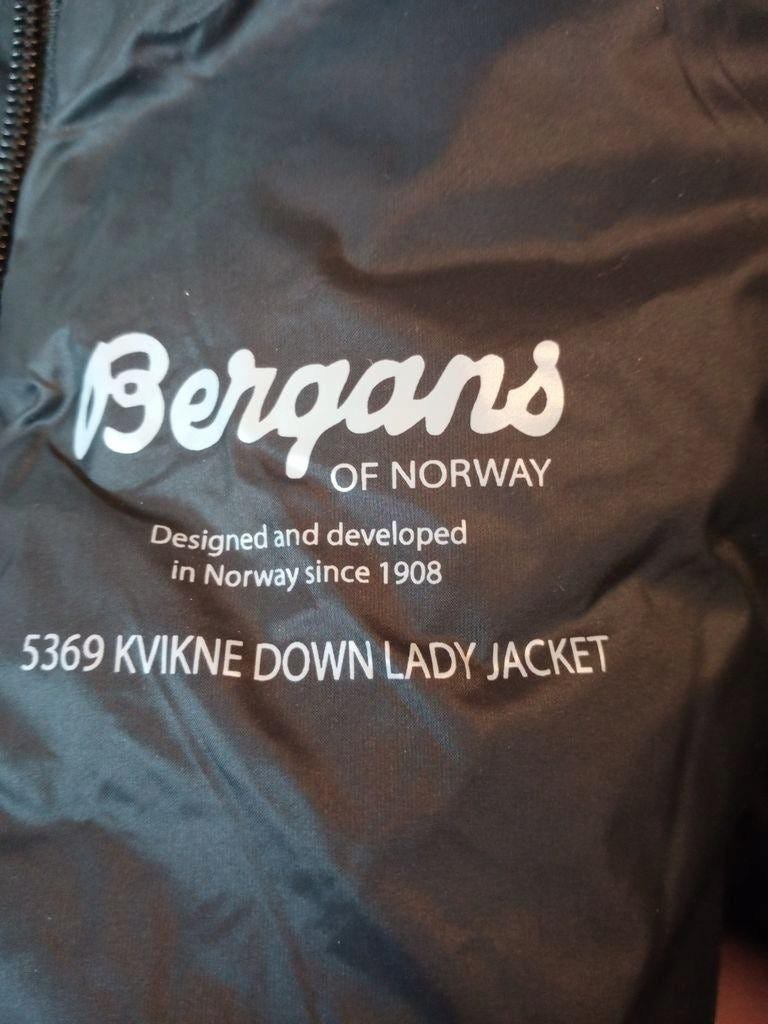 Bergans
OF NORWAY
Designed and developed
in Norway since 1908
5369 KVIKNE DOWN LADY JACKET